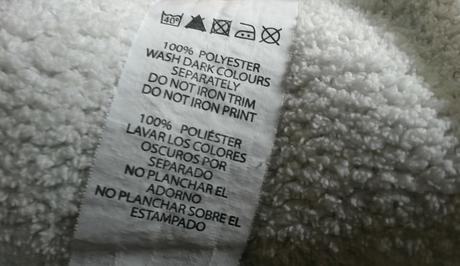 40°
100% POLYESTER
WASH DARK COLOURS
SEPARATELY
DO NOT IRON TRIM
DO NOT IRON PRINT
100% POLIÉSTER
LAVAR LOS COLORES
OSCUROS POR
SEPARADO
NO PLANCHAR EL
ADORNO
NO PLANCHAR SOBRE EL
ESTAMPADO